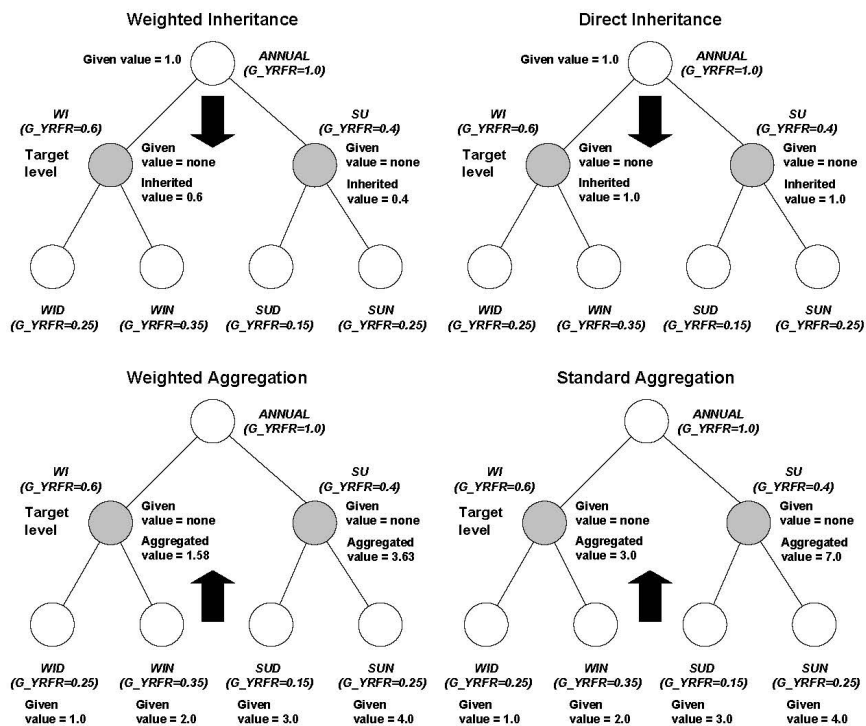 Weighted Inheritance
Given value = 1.0
ANNUAL
(G_YRFR=1.0)
WI
(G_YRFR=0.6)
SU
(G_YRFR=0.4)
Target
level
Given
value = none
Inherited
value = 0.6
Given
value = none
Inherited
value = 0.4
WID
(G_YRFR=0.25)
WIN
(G_YRFR=0.35)
SUD
(G_YRFR=0.15)
SUN
(G_YRFR=0.25)
Direct Inheritance
Given value = 1.0
ANNUAL
(G_YRFR=1.0)
WI
(G_YRFR=0.6)
SU
(G_YRFR=0.4)
Target
level
Given
value = none
Inherited
value = 1.0
Given
value = none
Inherited
value = 1.0
WID
(G_YRFR=0.25)
WIN
(G_YRFR=0.35)
SUD
(G_YRFR=0.15)
SUN
(G_YRFR=0.25)
Weighted Aggregation
ANNUAL
(G_YRFR=1.0)
WI
(G_YRFR=0.6)
SU
(G_YRFR=0.4)
Target
level
Given
value = none
Aggregated
value = 1.58
Given
value = none
Aggregated
value = 3.63
WID
(G_YRFR=0.25)
WIN
(G_YRFR=0.35)
SUD
(G_YRFR=0.15)
SUN
(G_YRFR=0.25)
Given
value = 1.0
Given
value = 2.0
Given
value = 3.0
Given
value = 4.0
Standard Aggregation
ANNUAL
(G_YRFR=1.0)
WI
(G_YRFR=0.6)
SU
(G_YRFR=0.4)
Target
level
Given
value = none
Aggregated
value = 3.0
Given
value = none
Aggregated
value = 7.0
WID
(G_YRFR=0.25)
WIN
(G_YRFR=0.35)
SUD
(G_YRFR=0.15)
SUN
(G_YRFR=0.25)
Given
value = 1.0
Given
value = 2.0
Given
value = 3.0
Given
value = 4.0